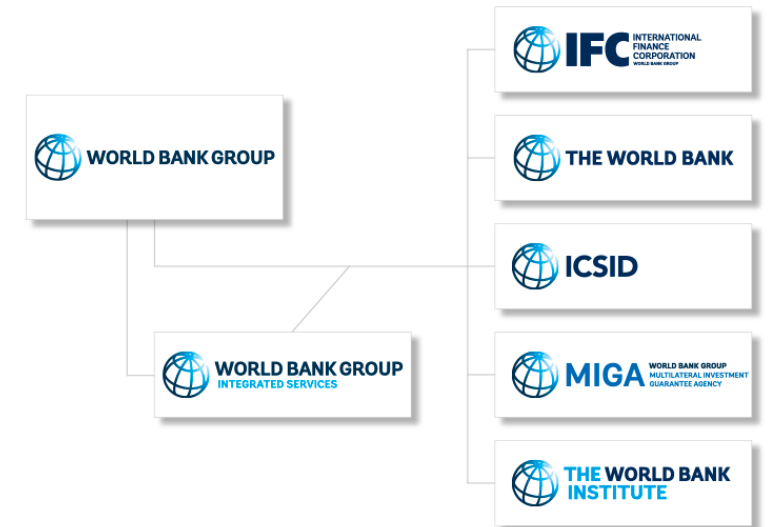 WORLD BANK GROUP
WORLD BANK GROUP
INTEGRATED SERVICES
IFC
INTERNATIONAL
FINANCE
CORPORATION
WORLD BANK GROUP
THE WORLD BANK
ICSID
MIGA
WORLD BANK GROUP
MULTILATERAL INVESTMENT
GUARANTEE AGENCY
THE WORLD BANK
INSTITUTE